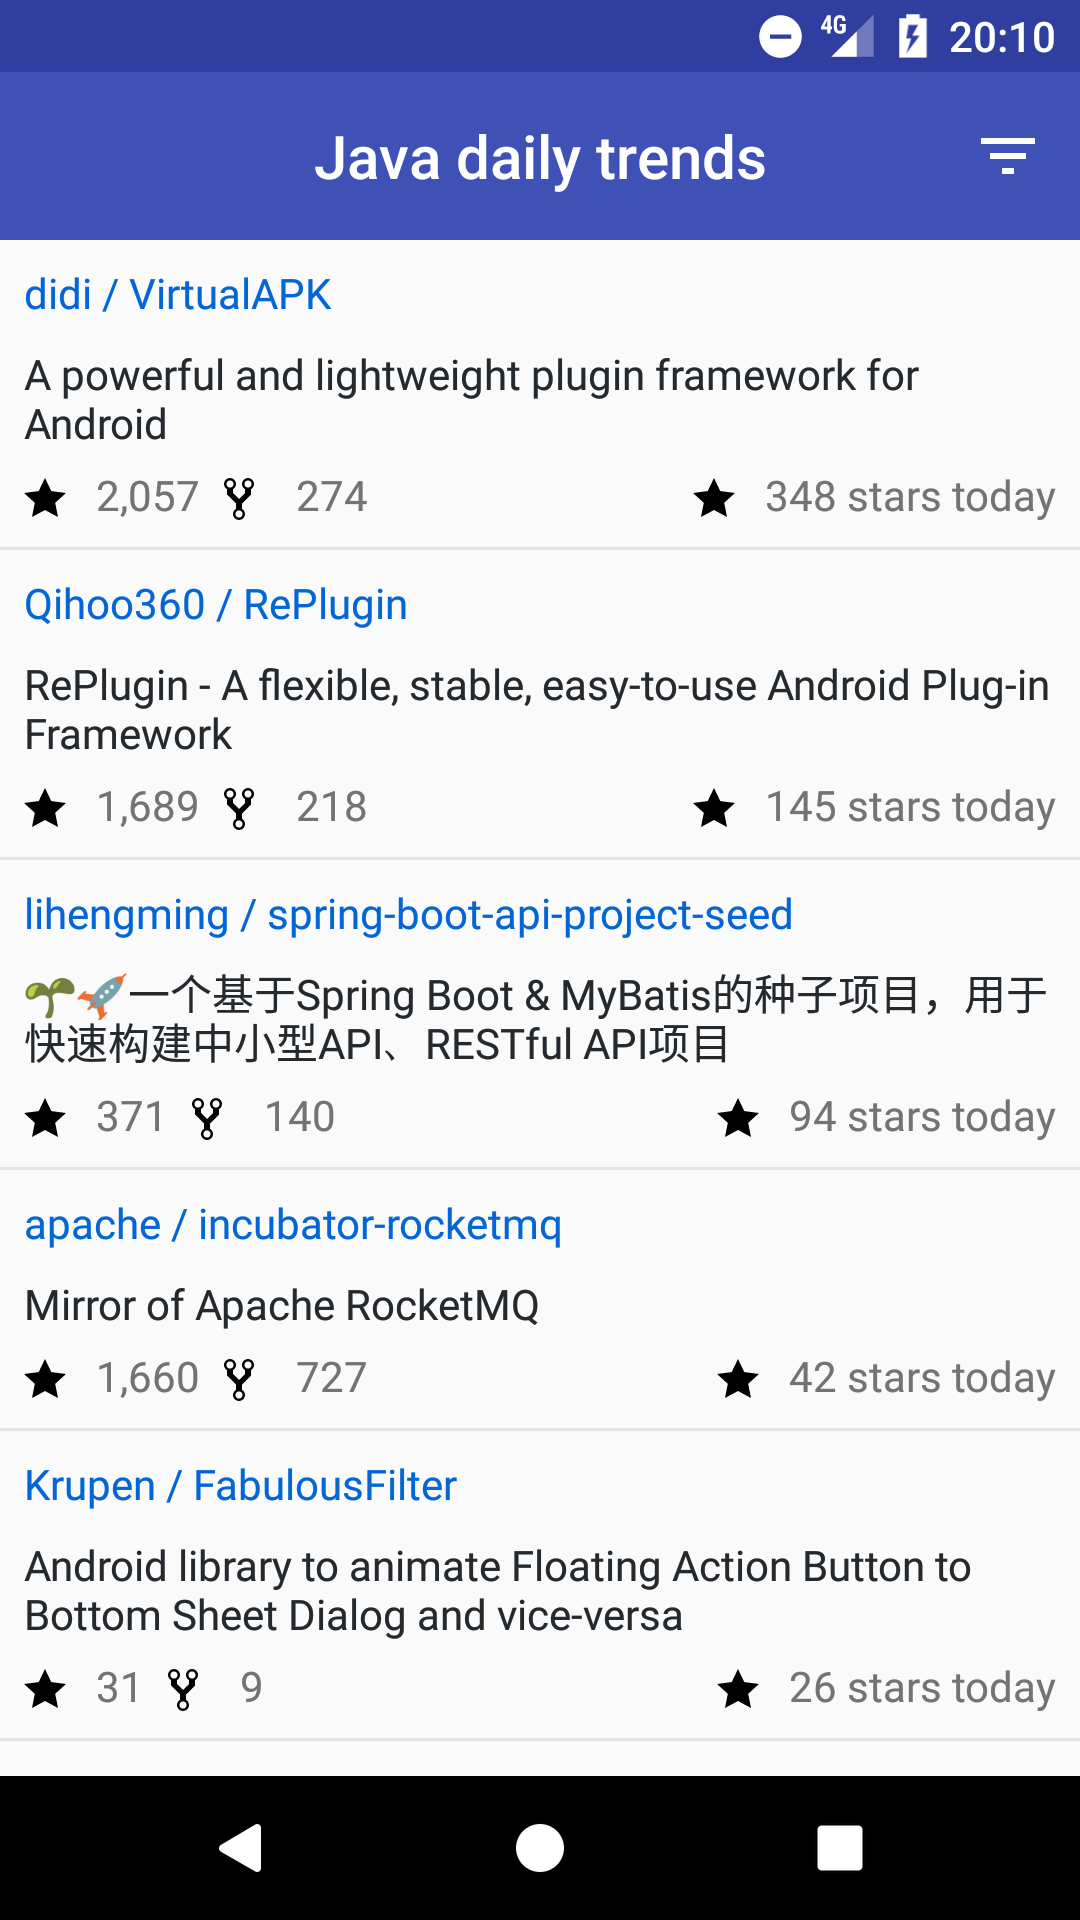 4G 20:10
Java daily trends
didi / VirtualAPK
A powerful and lightweight plugin framework for
Android
2,057 274 348 stars today
Qihoo360 / RePlugin
RePlugin - A flexible, stable, easy-to-use Android Plug-in
Framework
1,689 218 145 stars today
lihengming / spring-boot-api-project-seed
🌱🚀一个基于Spring Boot & MyBatis的种子项目，用于
快速构建中小型API、RESTful API项目
371 140 94 stars today
apache / incubator-rocketmq
Mirror of Apache RocketMQ
1,660 727 42 stars today
Krupen / FabulousFilter
Android library to animate Floating Action Button to
Bottom Sheet Dialog and vice-versa
31 9 26 stars today